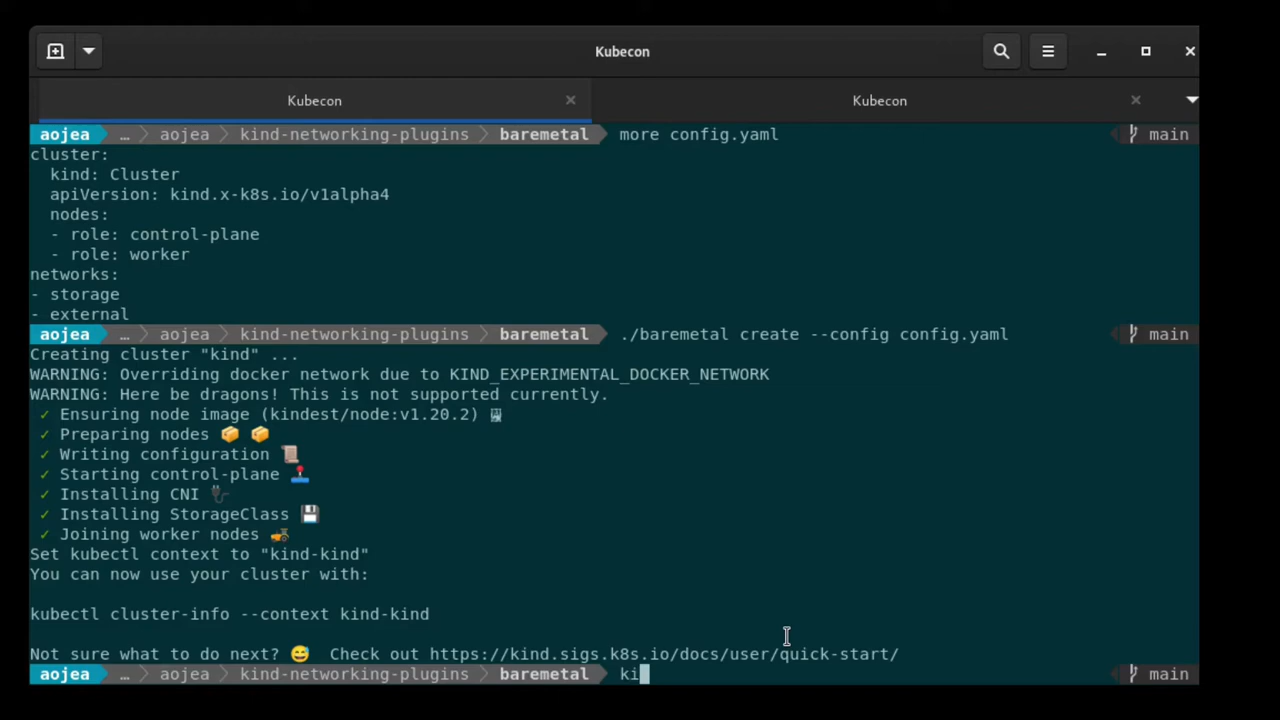 Kubecon
Kubecon
Kubecon
aojea … aojea kind-networking-plugins baremetal more config.yaml main
cluster:
kind: Cluster
apiVersion: kind.x-k8s.io/v1alpha4
nodes:
- role: control-plane
- role: worker
networks:
- storage
- external
aojea … aojea kind-networking-plugins baremetal ./baremetal create --config config.yaml main
Creating cluster "kind" ...
WARNING: Overriding docker network due to KIND_EXPERIMENTAL_DOCKER_NETWORK
WARNING: Here be dragons! This is not supported currently.
✓ Ensuring node image (kindest/node:v1.20.2) 🖼
✓ Preparing nodes 📦 📦
✓ Writing configuration 📜
✓ Starting control-plane 🕹️
✓ Installing CNI 🔌
✓ Installing StorageClass 💾
✓ Joining worker nodes 🚜
Set kubectl context to "kind-kind"
You can now use your cluster with:
kubectl cluster-info --context kind-kind
Not sure what to do next? 😅 Check out https://kind.sigs.k8s.io/docs/user/quick-start/
aojea … aojea kind-networking-plugins baremetal ki main